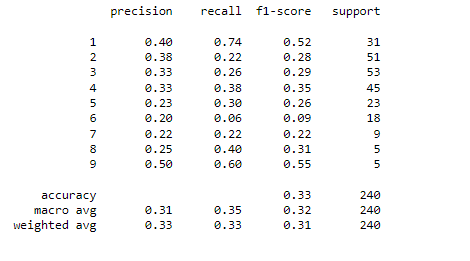 precision recall f1-score support
1 0.40 0.74 0.52 31
2 0.38 0.22 0.28 51
3 0.33 0.26 0.29 53
4 0.33 0.38 0.35 45
5 0.23 0.30 0.26 23
6 0.20 0.06 0.09 18
7 0.22 0.22 0.22 9
8 0.25 0.40 0.31 5
9 0.50 0.60 0.55 5
accuracy 0.33 240
macro avg 0.31 0.35 0.32 240
weighted avg 0.33 0.33 0.31 240